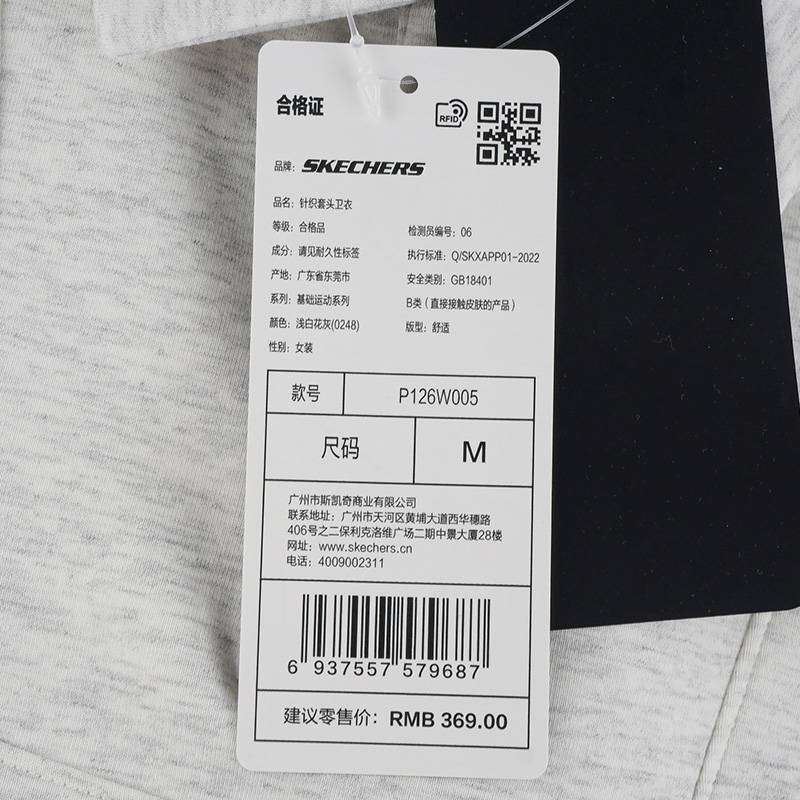 合格证
RFID
品牌: SKECHERS
品名: 针织套头卫衣
等级: 合格品
检测员编号: 06
成分: 请见耐久性标签
执行标准: Q/SKXAPP01-2022
产地: 广东省东莞市
安全类别: GB18401
系列: 基础运动系列
B类 (直接接触皮肤的产品)
颜色: 浅白花灰(0248)
版型: 舒适
性别: 女装
款号 P126W005
尺码 M
广州市斯凯奇商业有限公司
联系地址: 广州市天河区黄埔大道西华穗路
406号之二保利克洛维广场二期中景大厦28楼
网址: www.skechers.cn
电话: 4009002311
6 937557 579687
建议零售价: RMB 369.00